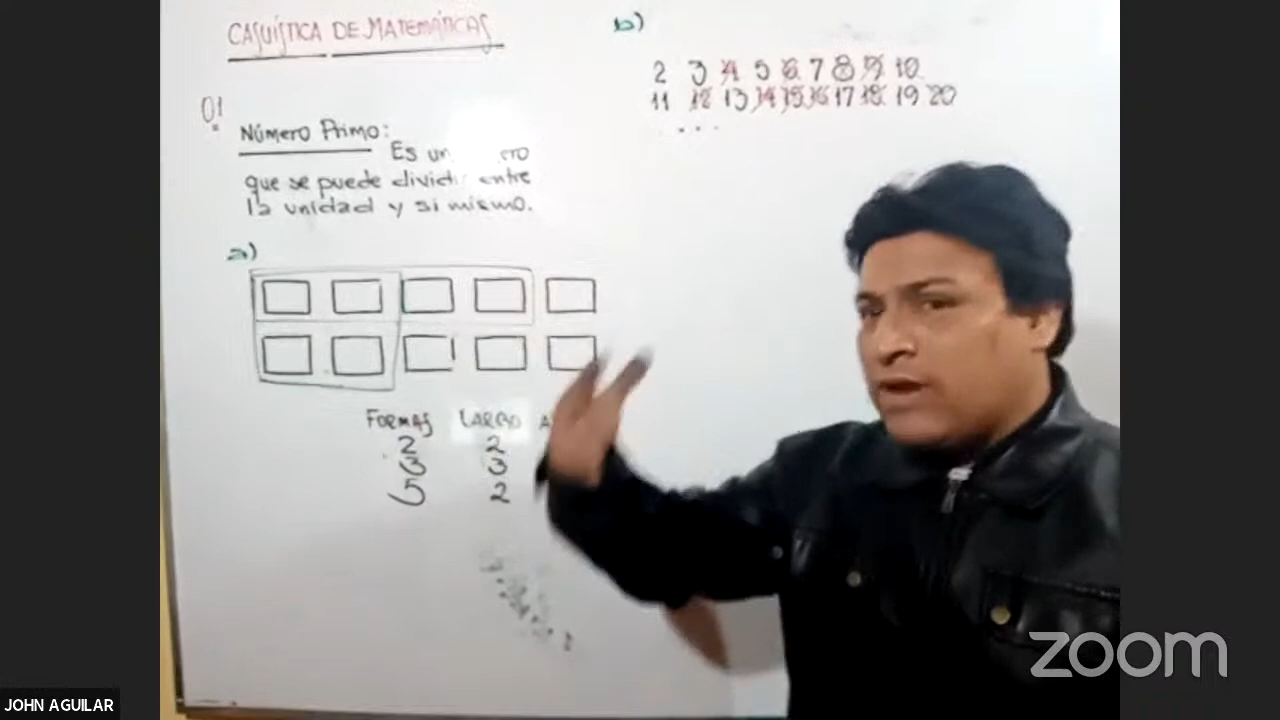 CASUÍSTICA DE MATEMÁTICAS
01
Número Primo:
Es un
que se puede dividir entre
la unidad y si mismo.
a)
FORMAS LARGO A
2 2
3 3
5 2
b)
2 3 4 5 6 7 8 9 10
11 12 13 14 15 16 17 18 19 20
. . .
zoom
JOHN AGUILAR